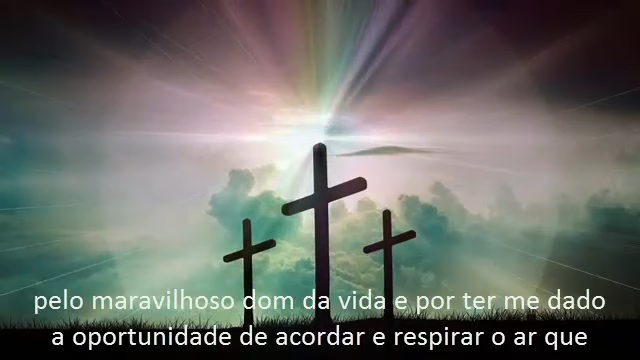 pelo maravilhoso dom da vida e por ter me dado
a oportunidade de acordar e respirar o ar que